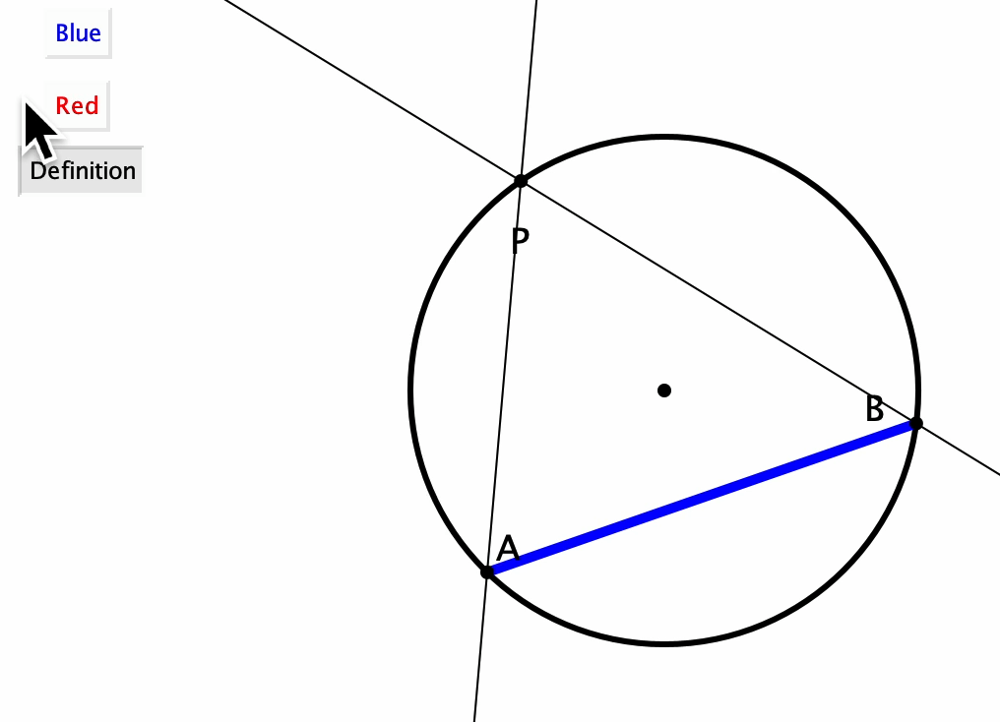 Blue
Red
Definition
P
B
A